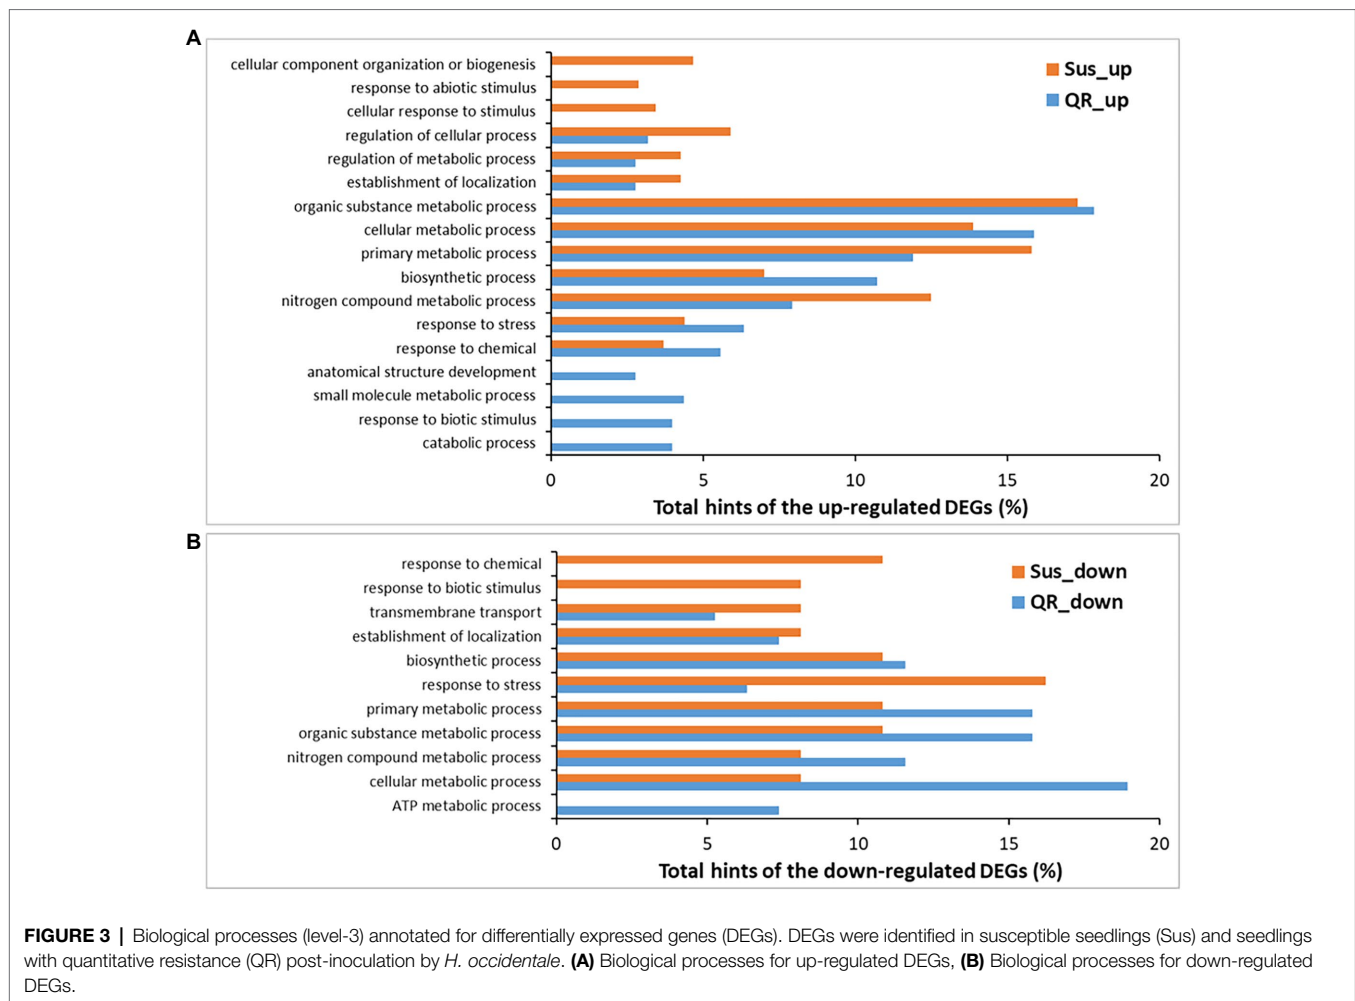 A
cellular component organization or biogenesis
response to abiotic stimulus
cellular response to stimulus
regulation of cellular process
regulation of metabolic process
establishment of localization
organic substance metabolic process
cellular metabolic process
primary metabolic process
biosynthetic process
nitrogen compound metabolic process
response to stress
response to chemical
anatomical structure development
small molecule metabolic process
response to biotic stimulus
catabolic process
Sus_up
QR_up
0 5 10 15 20
Total hints of the up-regulated DEGs (%)
B
response to chemical
response to biotic stimulus
transmembrane transport
establishment of localization
biosynthetic process
response to stress
primary metabolic process
organic substance metabolic process
nitrogen compound metabolic process
cellular metabolic process
ATP metabolic process
Sus_down
QR_down
0 5 10 15 20
Total hints of the down-regulated DEGs (%)
FIGURE 3 | Biological processes (level-3) annotated for differentially expressed genes (DEGs). DEGs were identified in susceptible seedlings (Sus) and seedlings
with quantitative resistance (QR) post-inoculation by H. occidentale. (A) Biological processes for up-regulated DEGs, (B) Biological processes for down-regulated
DEGs.